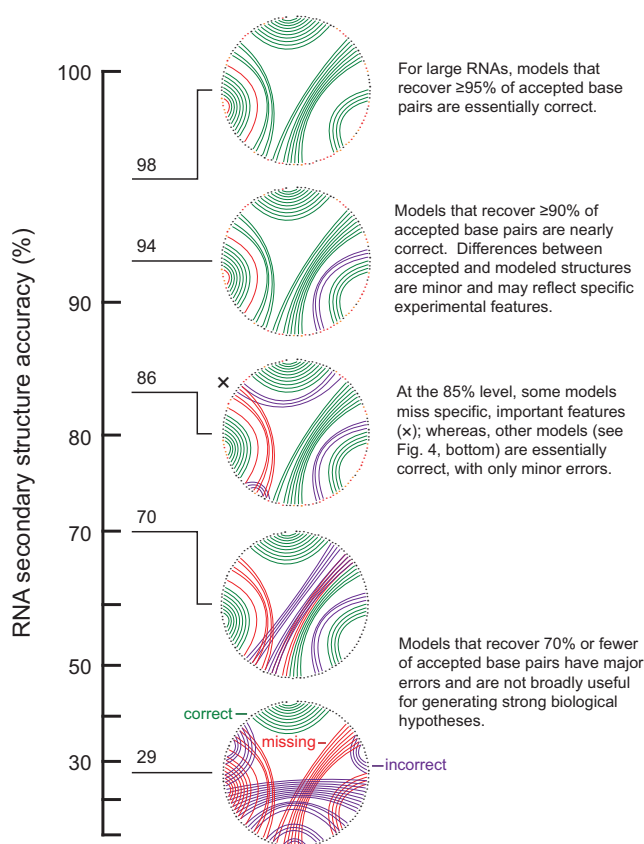 100
For large RNAs, models that
recover ≥95% of accepted base
pairs are essentially correct.
98
Models that recover ≥90% of
accepted base pairs are nearly
correct. Differences between
accepted and modeled structures
are minor and may reflect specific
experimental features.
94
90
86
×
At the 85% level, some models
miss specific, important features
(×); whereas, other models (see
Fig. 4, bottom) are essentially
correct, with only minor errors.
80
70
70
RNA secondary structure accuracy (%)
50
Models that recover 70% or fewer
of accepted base pairs have major
errors and are not broadly useful
for generating strong biological
hypotheses.
correct
missing
incorrect
30
29